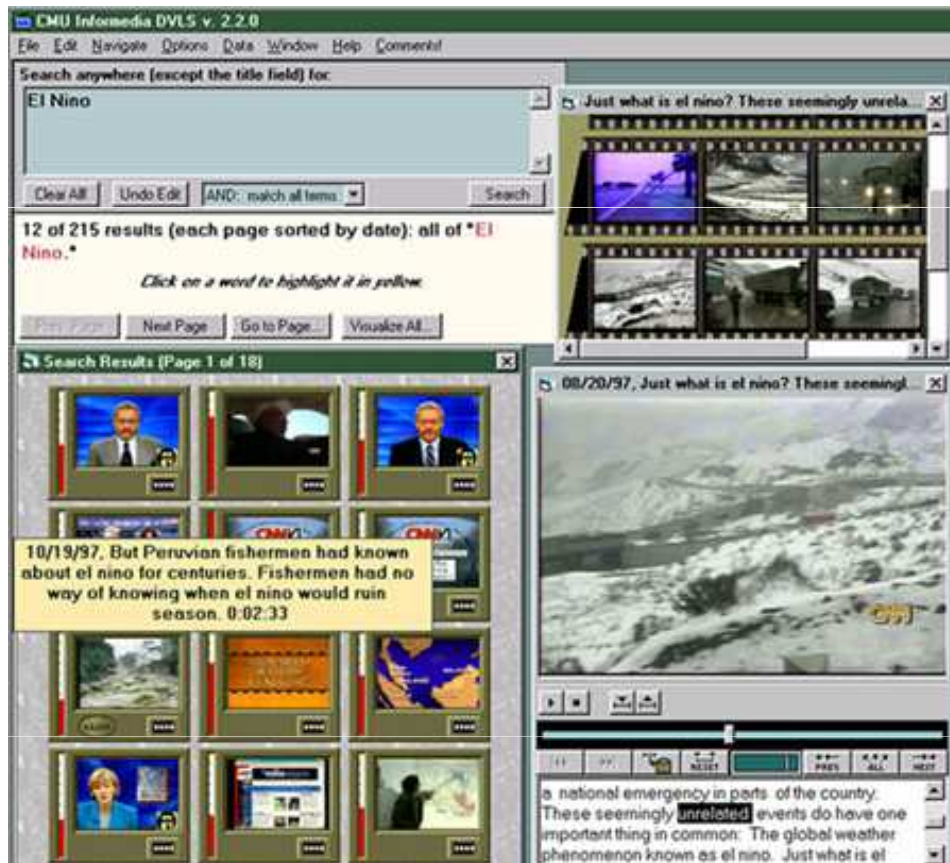 CMU Informedia DVLS v. 2.2.0
File Edit Navigate Options Data Window Help Comments!
Search anywhere (except the title field) for:
El Nino
Clear All Undo Edit AND: match all terms Search
12 of 215 results (each page sorted by date): all of "El
Nino."
Click on a word to highlight it in yellow.
Prev Page Next Page Go to Page... Visualize All...
Just what is el nino? These seemingly unrela...
Search Results (Page 1 of 18)
CNN
10/19/97, But Peruvian fishermen had known
about el nino for centuries. Fishermen had no
way of knowing when el nino would ruin
season. 0:02:33
08/20/97, Just what is el nino? These seemingl...
CNN
RESET PREV ALL NEXT
a national emergency in parts of the country.
These seemingly unrelated events do have one
important thing in common: The global weather
phenomenon known as el nino. Just what is el